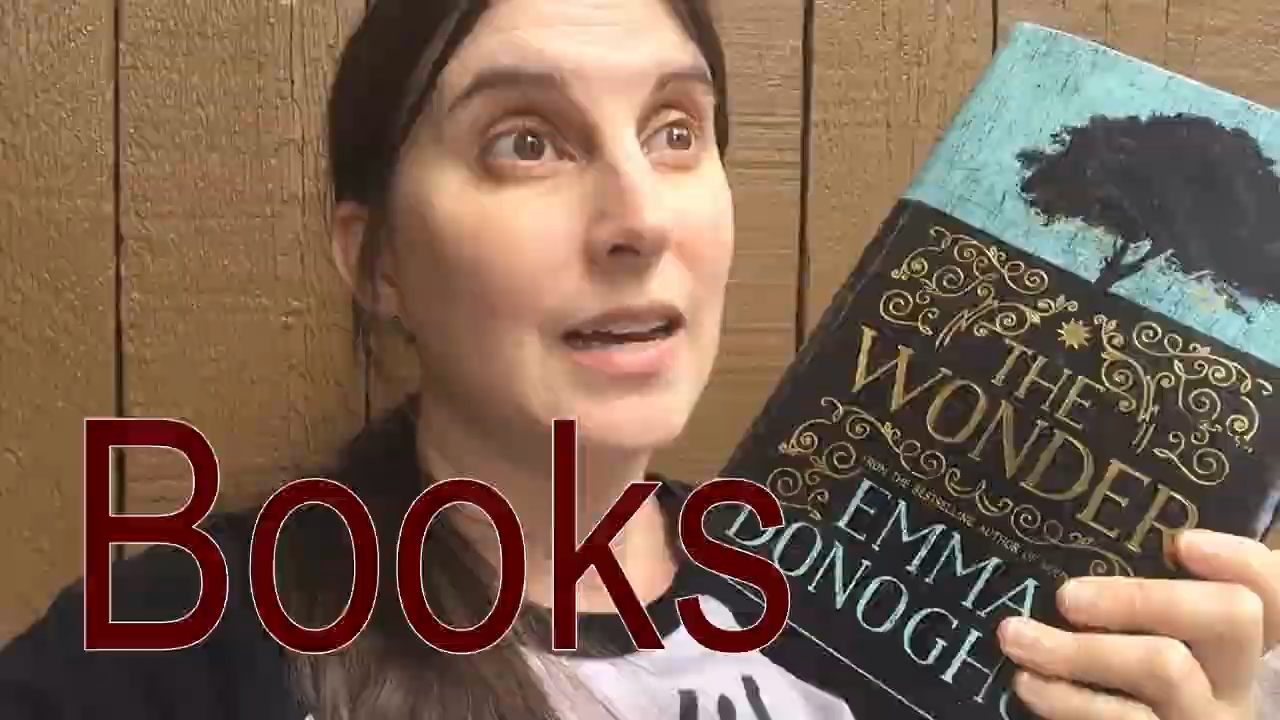 Books
THE
WONDER
FROM THE BESTSELLING AUTHOR OF
EMMA
DONOGH